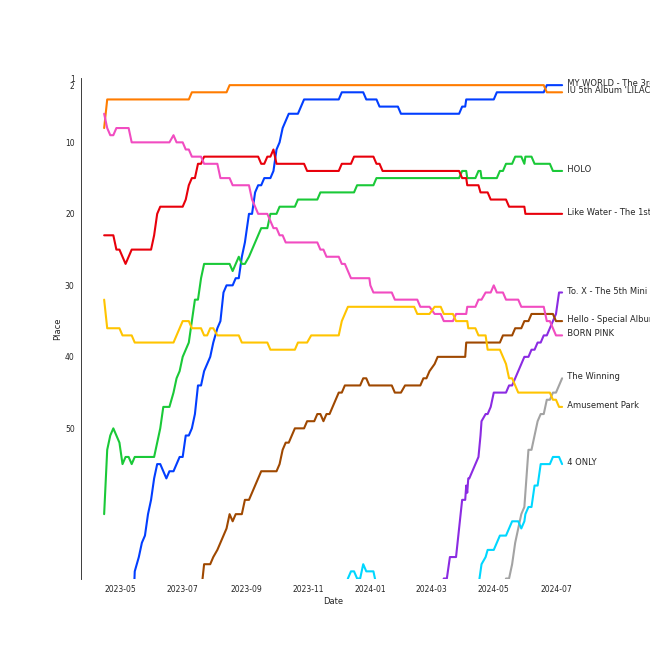 1
2
10
20
30
40
50
Place
MY WORLD - The 3r
IU 5th Album 'LILAC
HOLO
Like Water - The 1st
To. X - The 5th Mini
Hello - Special Album
BORN PINK
The Winning
Amusement Park
4 ONLY
2023-05
2023-07
2023-09
2023-11
2024-01
2024-03
2024-05
2024-07
Date